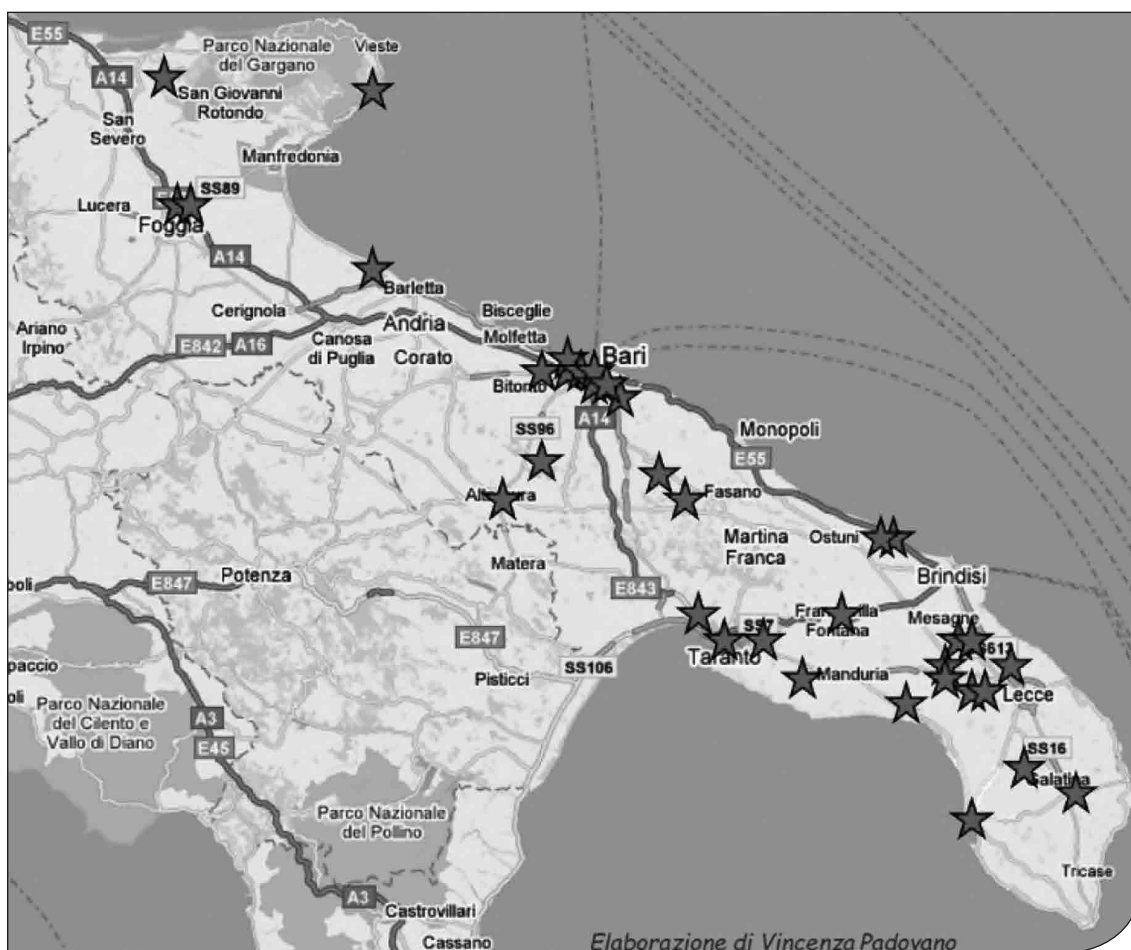 E55
Parco Nazionale
del Gargano
Vieste
A14
San Giovanni
Rotondo
San
Severo
Manfredonia
SS89
Lucera
Foggia
A14
Barletta
Cerignola
Bisceglie
Andria
Molfetta
Ariano
Irpino
E842
A16
Canosa
di Puglia
Corato
Bari
Bitonto
A14
SS96
Monopoli
E55
Fasano
Ostuni
Martina
Franca
Matera
Brindisi
E847
Potenza
E843
Mesagne
Fontana
SS7
E847
Taranto
SS106
Manduria
Pisticci
Lecce
Parco Nazionale
del Cilento e
Vallo di Diano
A3
E45
SS16
Parco Nazionale
del Pollino
Tricase
A3
Castrovillari
Cassano
Elaborazione di Vincenza Padovano